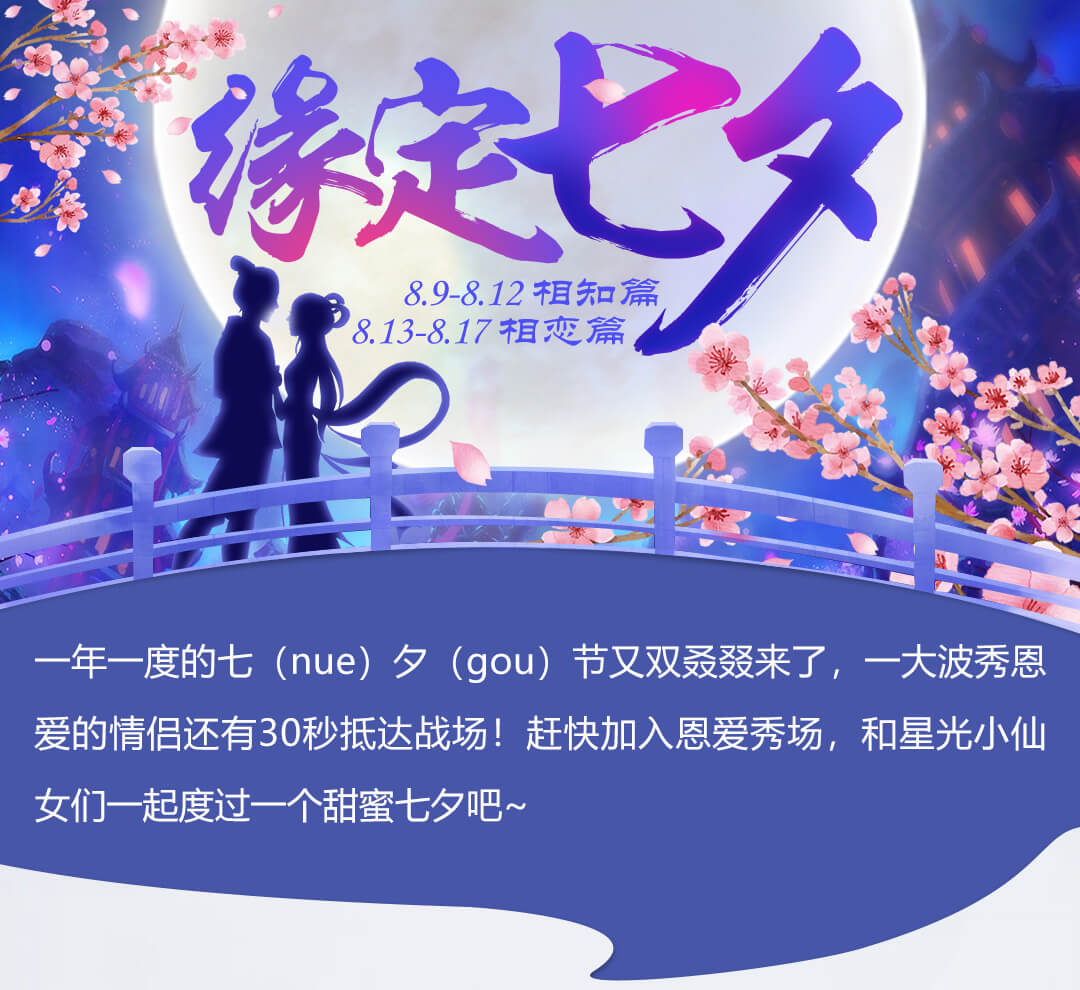 缘定七夕
8.9-8.12 相知篇
8.13-8.17 相恋篇
一年一度的七（nue）夕（gou）节又双叒叕来了，一大波秀恩
爱的情侣还有30秒抵达战场！赶快加入恩爱秀场，和星光小仙
女们一起度过一个甜蜜七夕吧~